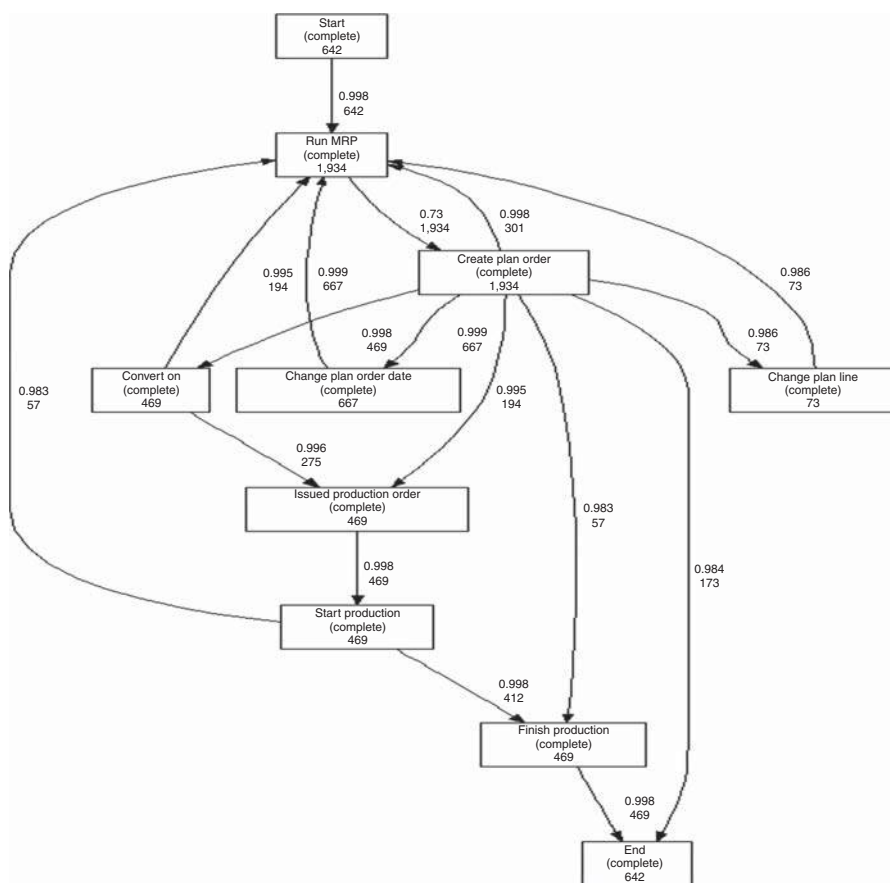 Start
(complete)
642
0.998
642
Run MRP
(complete)
1,934
0.73
1,934
0.998
301
Create plan order
(complete)
1,934
0.995
194
0.999
667
0.986
73
0.998
469
0.999
667
0.986
73
Convert on
(complete)
469
Change plan order date
(complete)
667
Change plan line
(complete)
73
0.983
57
0.995
194
0.996
275
Issued production order
(complete)
469
0.983
57
0.998
469
0.984
173
Start production
(complete)
469
0.998
412
Finish production
(complete)
469
0.998
469
End
(complete)
642